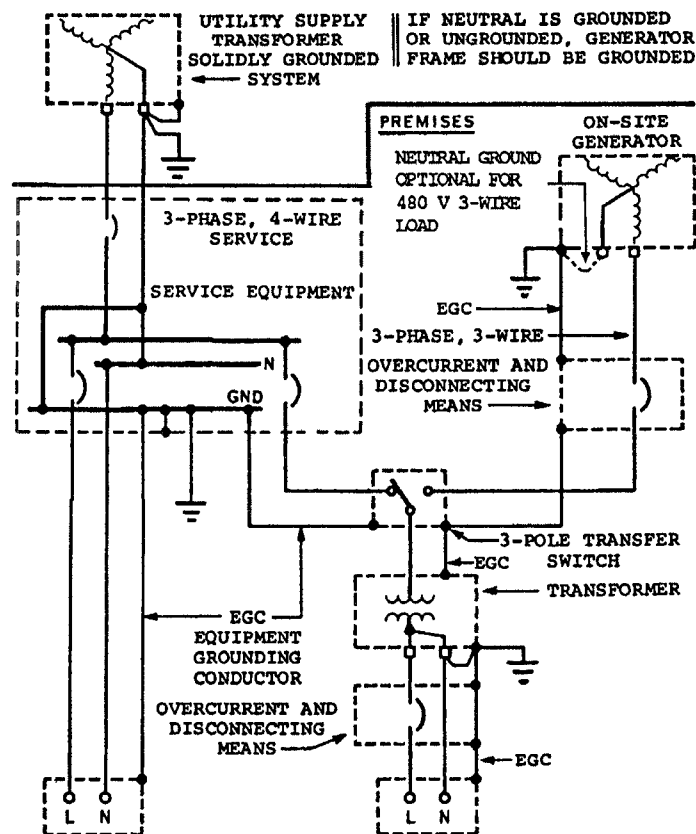 UTILITY SUPPLY
TRANSFORMER
SOLIDLY GROUNDED
SYSTEM
IF NEUTRAL IS GROUNDED
OR UNGROUNDED, GENERATOR
FRAME SHOULD BE GROUNDED
PREMISES
ON-SITE
GENERATOR
NEUTRAL GROUND
OPTIONAL FOR
480 V 3-WIRE
LOAD
3-PHASE, 4-WIRE
SERVICE
SERVICE EQUIPMENT
EGC
3-PHASE, 3-WIRE
N
OVERCURRENT AND
DISCONNECTING
MEANS
GND
3-POLE TRANSFER
SWITCH
EGC
TRANSFORMER
EGC
EQUIPMENT
GROUNDING
CONDUCTOR
OVERCURRENT AND
DISCONNECTING
MEANS
EGC
L N
L N